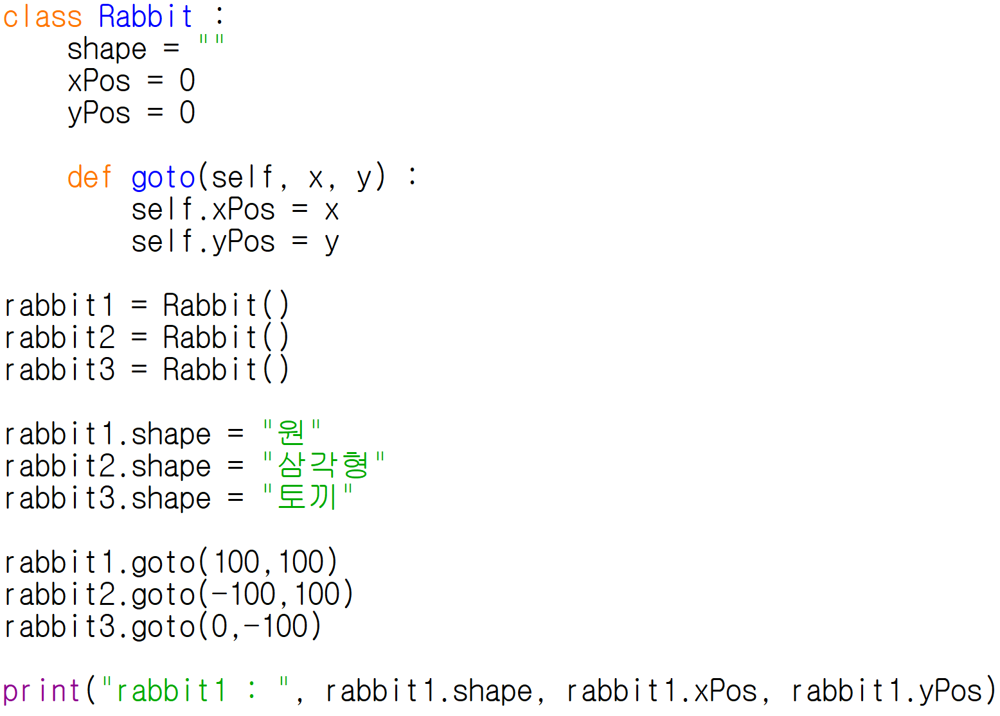 class Rabbit :
    shape = ""
    xPos = 0
    yPos = 0

    def goto(self, x, y) :
        self.xPos = x
        self.yPos = y

rabbit1 = Rabbit()
rabbit2 = Rabbit()
rabbit3 = Rabbit()

rabbit1.shape = "원"
rabbit2.shape = "삼각형"
rabbit3.shape = "토끼"

rabbit1.goto(100,100)
rabbit2.goto(-100,100)
rabbit3.goto(0,-100)

print("rabbit1 : ", rabbit1.shape, rabbit1.xPos, rabbit1.yPos)